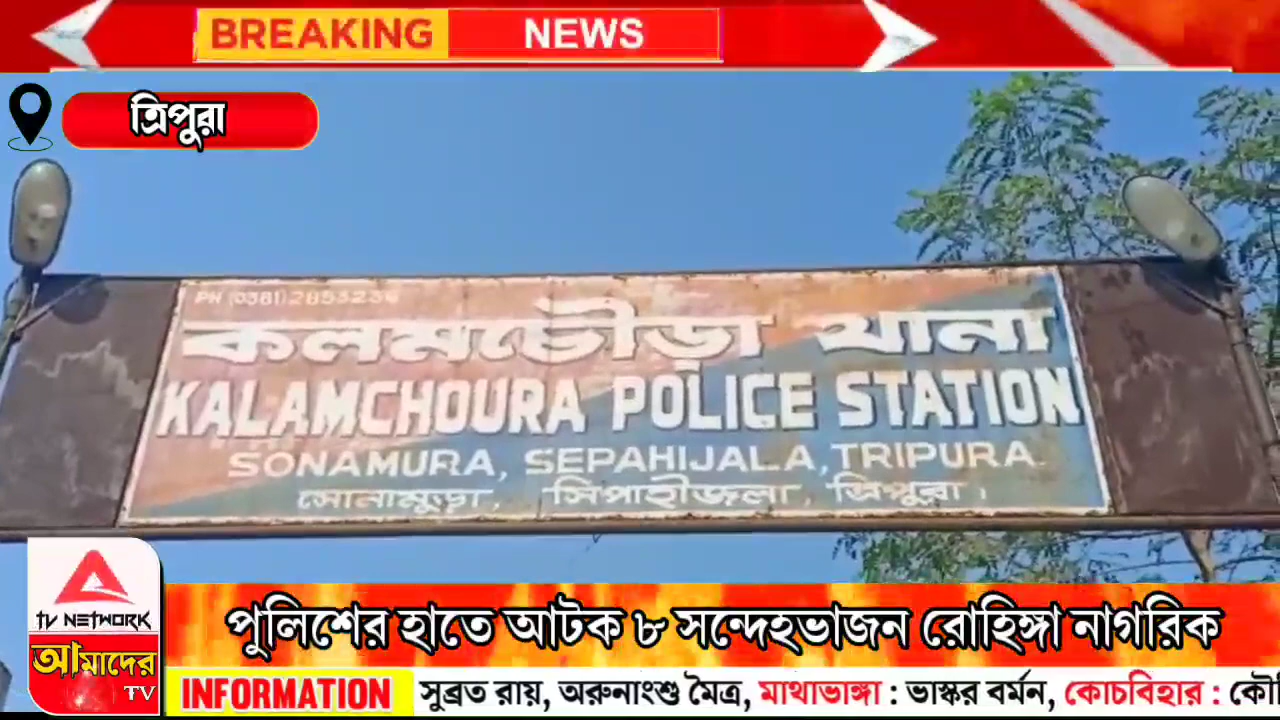 BREAKING NEWS
ত্রিপুরা
PH (0381) 2853236
কলমচৌড়া থানা
KALAMCHOURA POLICE STATION
SONAMURA, SEPAHIJALA, TRIPURA.
সোনামুড়া, সিপাহীজলা, ত্রিপুরা।
TV NETWORK
আমাদের
TV
পুলিশের হাতে আটক ৮ সন্দেহভাজন রোহিঙ্গা নাগরিক
INFORMATION সুব্রত রায়, অরুনাংশু মৈত্র, মাথাভাঙ্গা : ভাস্কর বর্মন, কোচবিহার :